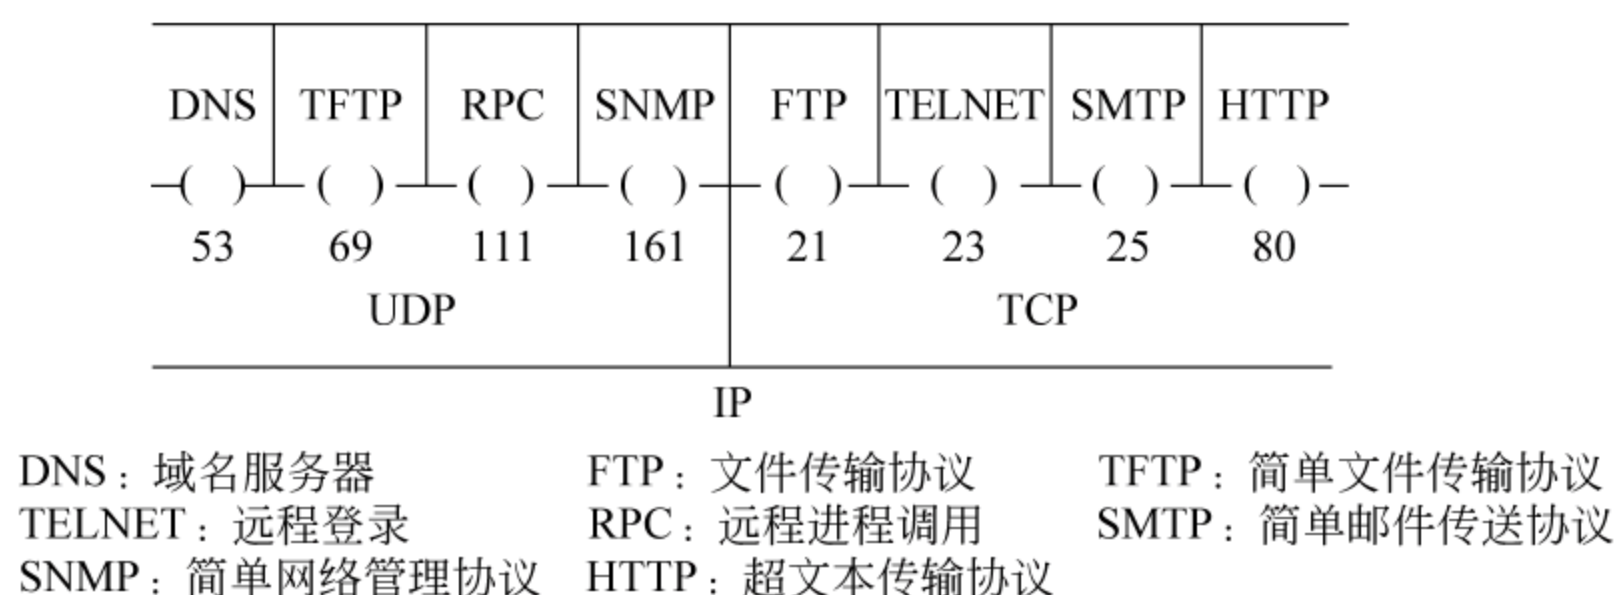 DNS TFTP RPC SNMP FTP TELNET SMTP HTTP
( ) ( ) ( ) ( ) ( ) ( ) ( ) ( )
53 69 111 161 21 23 25 80
UDP TCP
IP
DNS：域名服务器 FTP：文件传输协议 TFTP：简单文件传输协议
TELNET：远程登录 RPC：远程进程调用 SMTP：简单邮件传送协议
SNMP：简单网络管理协议 HTTP：超文本传输协议